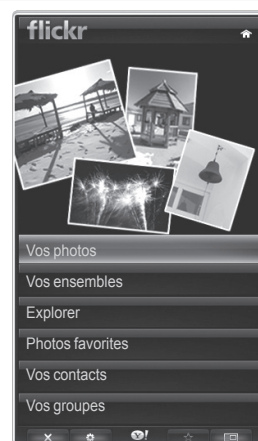 flickr
Vos photos
Vos ensembles
Explorer
Photos favorites
Vos contacts
Vos groupes
Y!